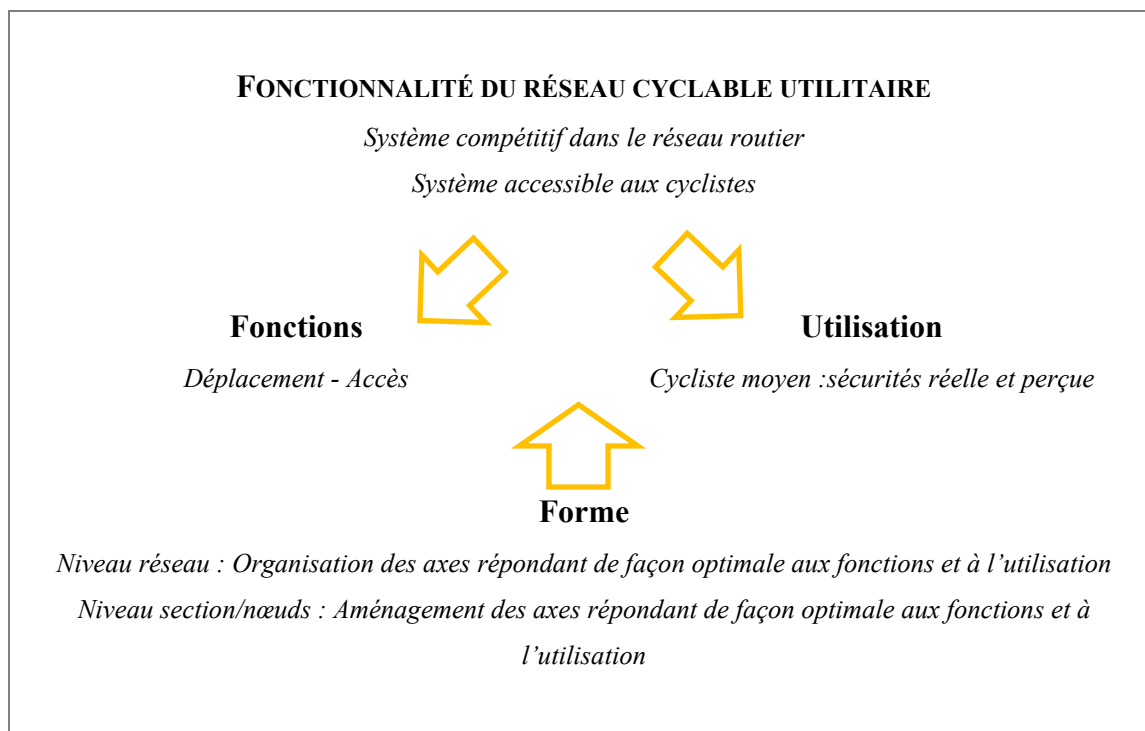 FONCTIONNALITÉ DU RÉSEAU CYCLABLE UTILITAIRE
Système compétitif dans le réseau routier
Système accessible aux cyclistes
Fonctions
Déplacement - Accès
Utilisation
Cycliste moyen :sécurités réelle et perçue
Forme
Niveau réseau : Organisation des axes répondant de façon optimale aux fonctions et à l’utilisation
Niveau section/nœuds : Aménagement des axes répondant de façon optimale aux fonctions et à
l’utilisation